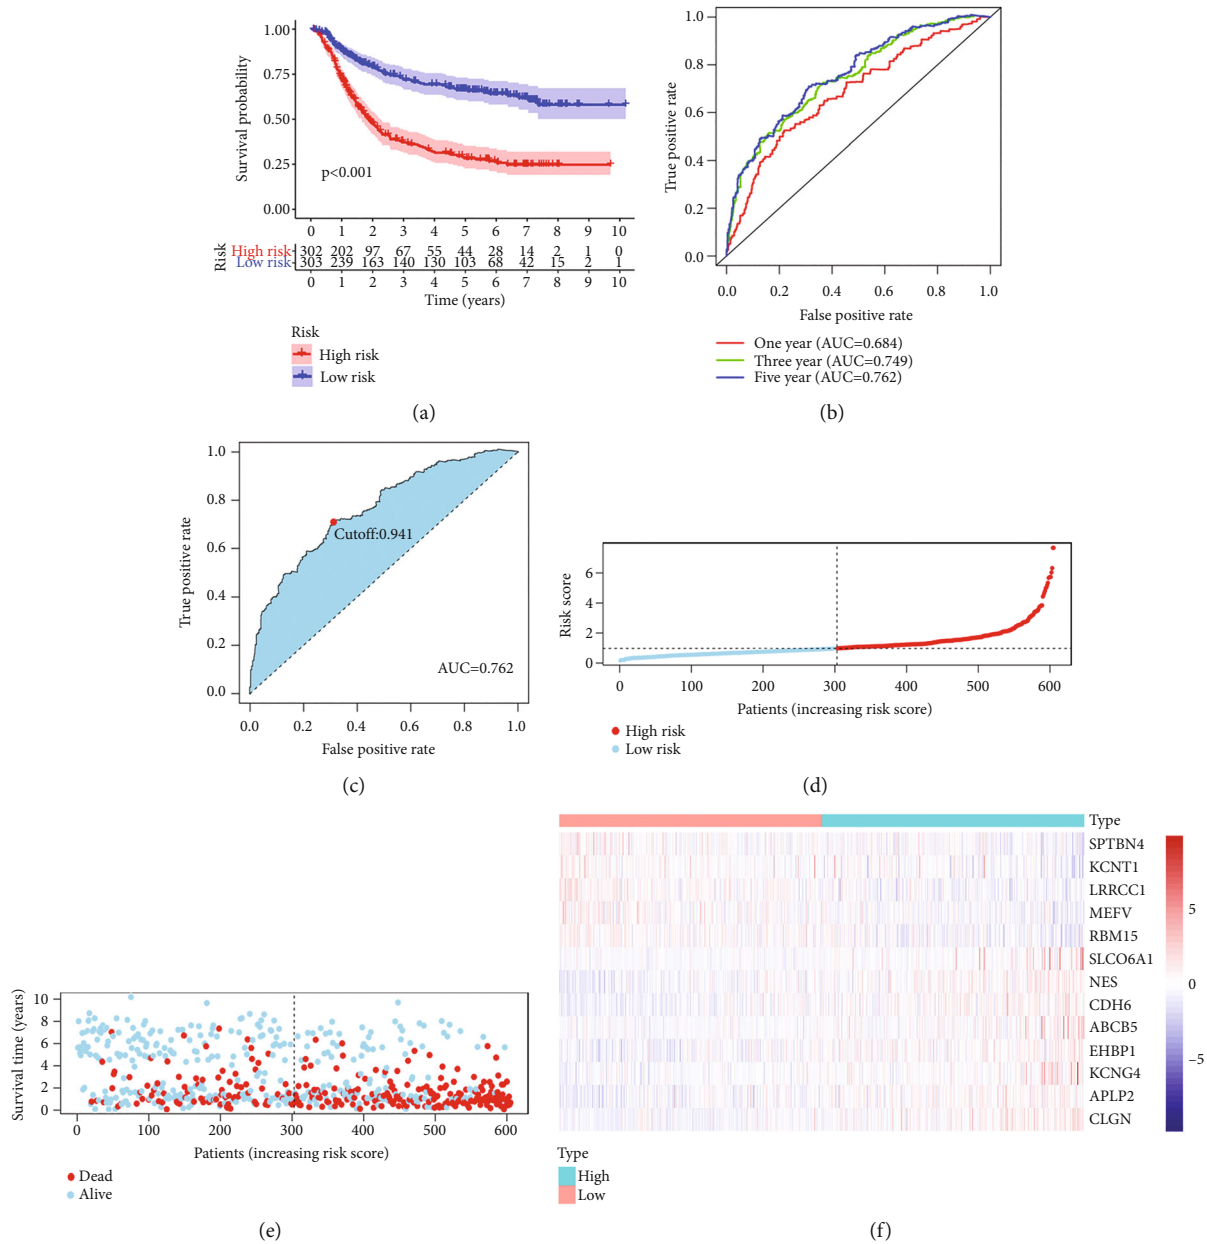 Survival probability
1.00
0.75
0.50
0.25
0.00
p<0.001
0 1 2 3 4 5 6 7 8 9 10
Risk
High risk 302 202 97 67 55 44 28 14 2 1 0
Low risk 303 239 163 140 130 103 68 42 15 2 1
0 1 2 3 4 5 6 7 8 9 10
Time (years)
Risk
High risk
Low risk
(a)
True positive rate
1.0
0.8
0.6
0.4
0.2
0.0
0.0 0.2 0.4 0.6 0.8 1.0
False positive rate
One year (AUC=0.684)
Three year (AUC=0.749)
Five year (AUC=0.762)
(b)
True positive rate
1.0
0.8
0.6
0.4
0.2
0.0
Cutoff:0.941
AUC=0.762
0.0 0.2 0.4 0.6 0.8 1.0
False positive rate
(c)
Risk score
6
4
2
0
0 100 200 300 400 500 600
Patients (increasing risk score)
High risk
Low risk
(d)
Survival time (years)
10
8
6
4
2
0
0 100 200 300 400 500 600
Patients (increasing risk score)
Dead
Alive
(e)
Type
SPTBN4
KCNT1
LRRCC1
MEFV
RBM15
SLCO6A1
NES
CDH6
ABCB5
EHBP1
KCNG4
APLP2
CLGN
5
0
−5
Type
High
Low
(f)